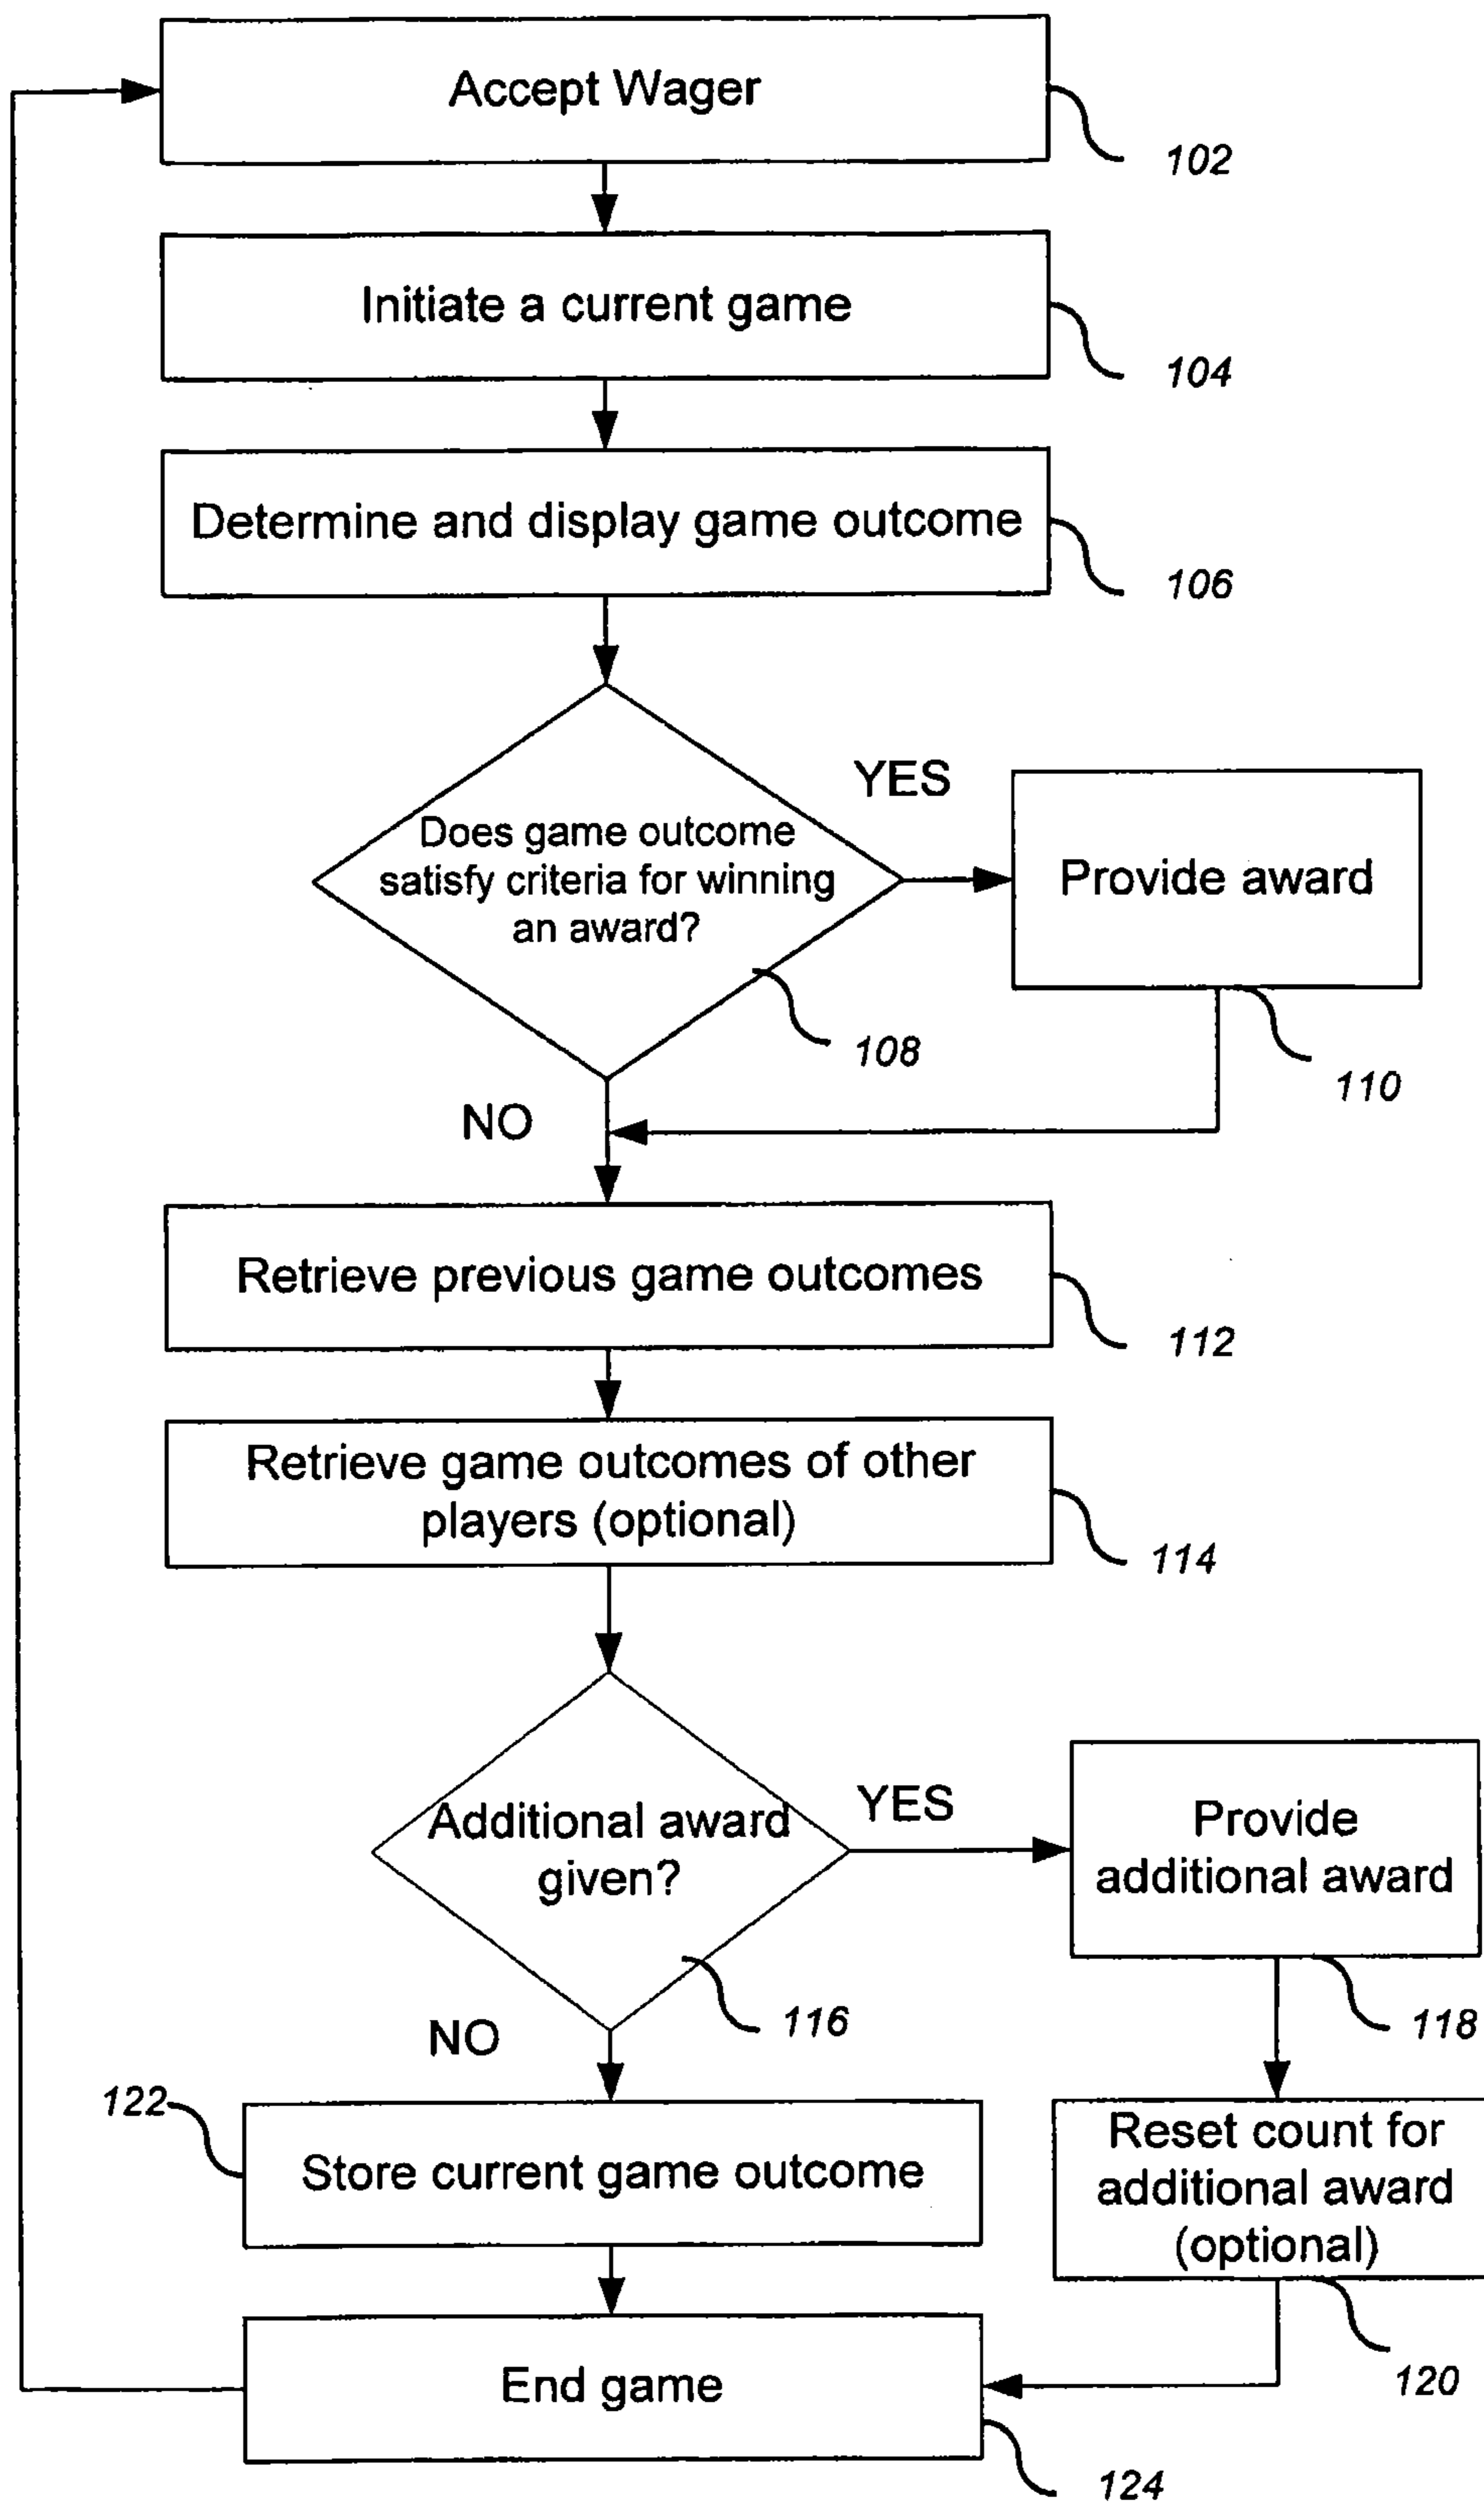 Accept Wager
102
Initiate a current game
104
Determine and display game outcome
106
Does game outcome
satisfy criteria for winning
an award?
YES
108
Provide award
110
NO
Retrieve previous game outcomes
112
Retrieve game outcomes of other
players (optional)
114
Additional award
given?
YES
116
Provide
additional award
118
NO
122
Store current game outcome
Reset count for
additional award
(optional)
120
End game
124